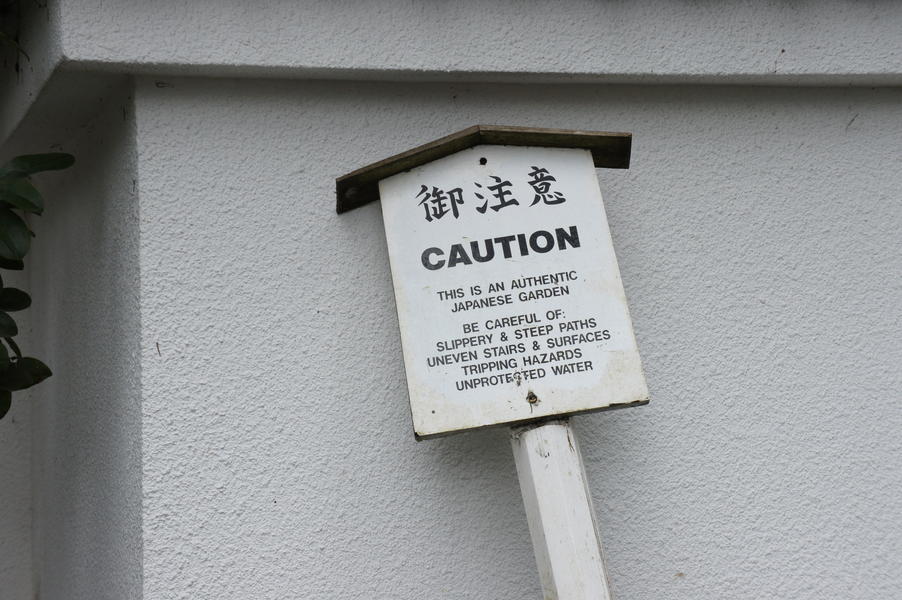 御注意
CAUTION
THIS IS AN AUTHENTIC
JAPANESE GARDEN
BE CAREFUL OF:
SLIPPERY & STEEP PATHS
UNEVEN STAIRS & SURFACES
TRIPPING HAZARDS
UNPROTECTED WATER